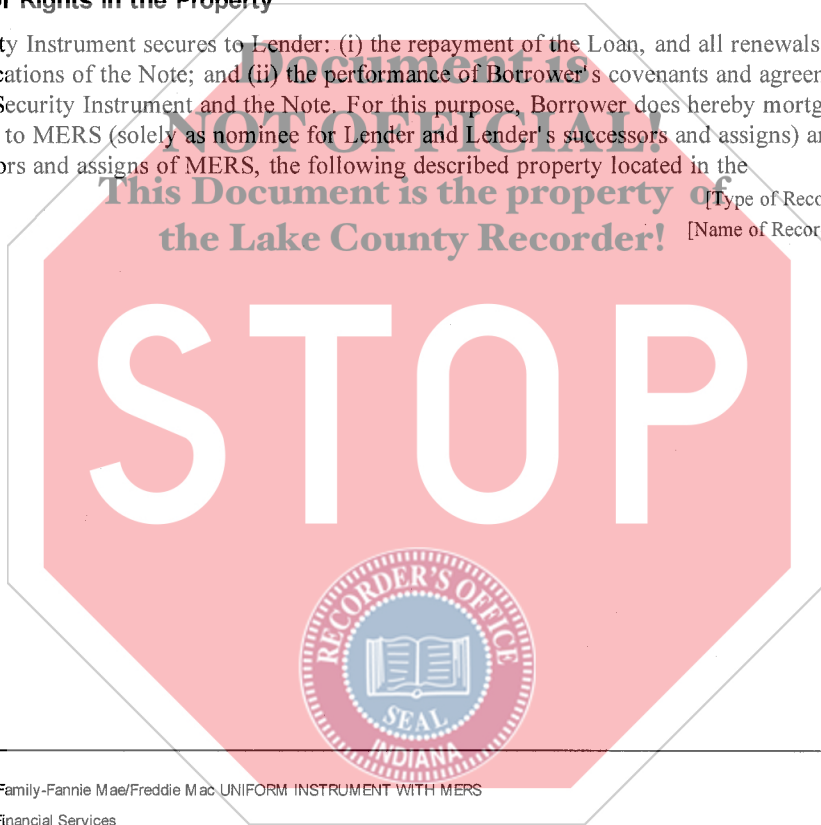 r Rights in the Property
ty Instrument secures to Lender: (i) the repayment of the Loan, and all renewals
cations of the Note; and (ii) the performance of Borrower's covenants and agreen
Security Instrument and the Note. For this purpose, Borrower does hereby mortg
to MERS (solely as nominee for Lender and Lender's successors and assigns) an
ors and assigns of MERS, the following described property located in the
[Type of Reco
[Name of Recor
Document is
NOT OFFICIAL!
This Document is the property of
the Lake County Recorder!
STOP
RECORDER'S OFFICE
SEAL
INDIANA
Family-Fannie Mae/Freddie Mac UNIFORM INSTRUMENT WITH MERS
Financial Services